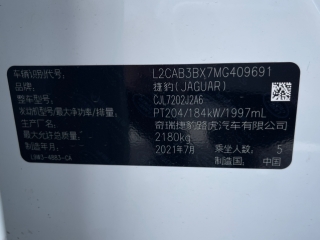 车辆识别代号: L2CAB3BX7MG409691
品牌: 捷豹(JAGUAR)
整车型号: CJL7202J2A6
发动机型号/最大净功率/排量: PT204/184kW/1997mL
奇瑞捷豹路虎汽车有限公司
最大允许总质量: 2180kg
制造年月: 2021年7月 乘坐人数: 5
制造国: 中国